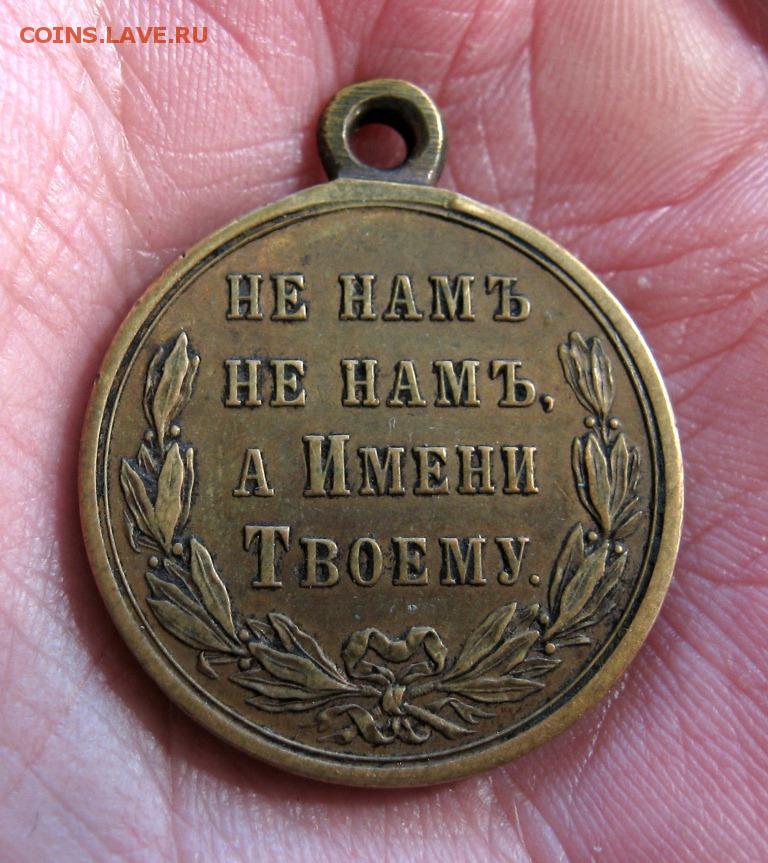 COINS.LAVE.RU
НЕ НАМЪ
НЕ НАМЪ,
А ИМЕНИ
ТВОЕМУ.